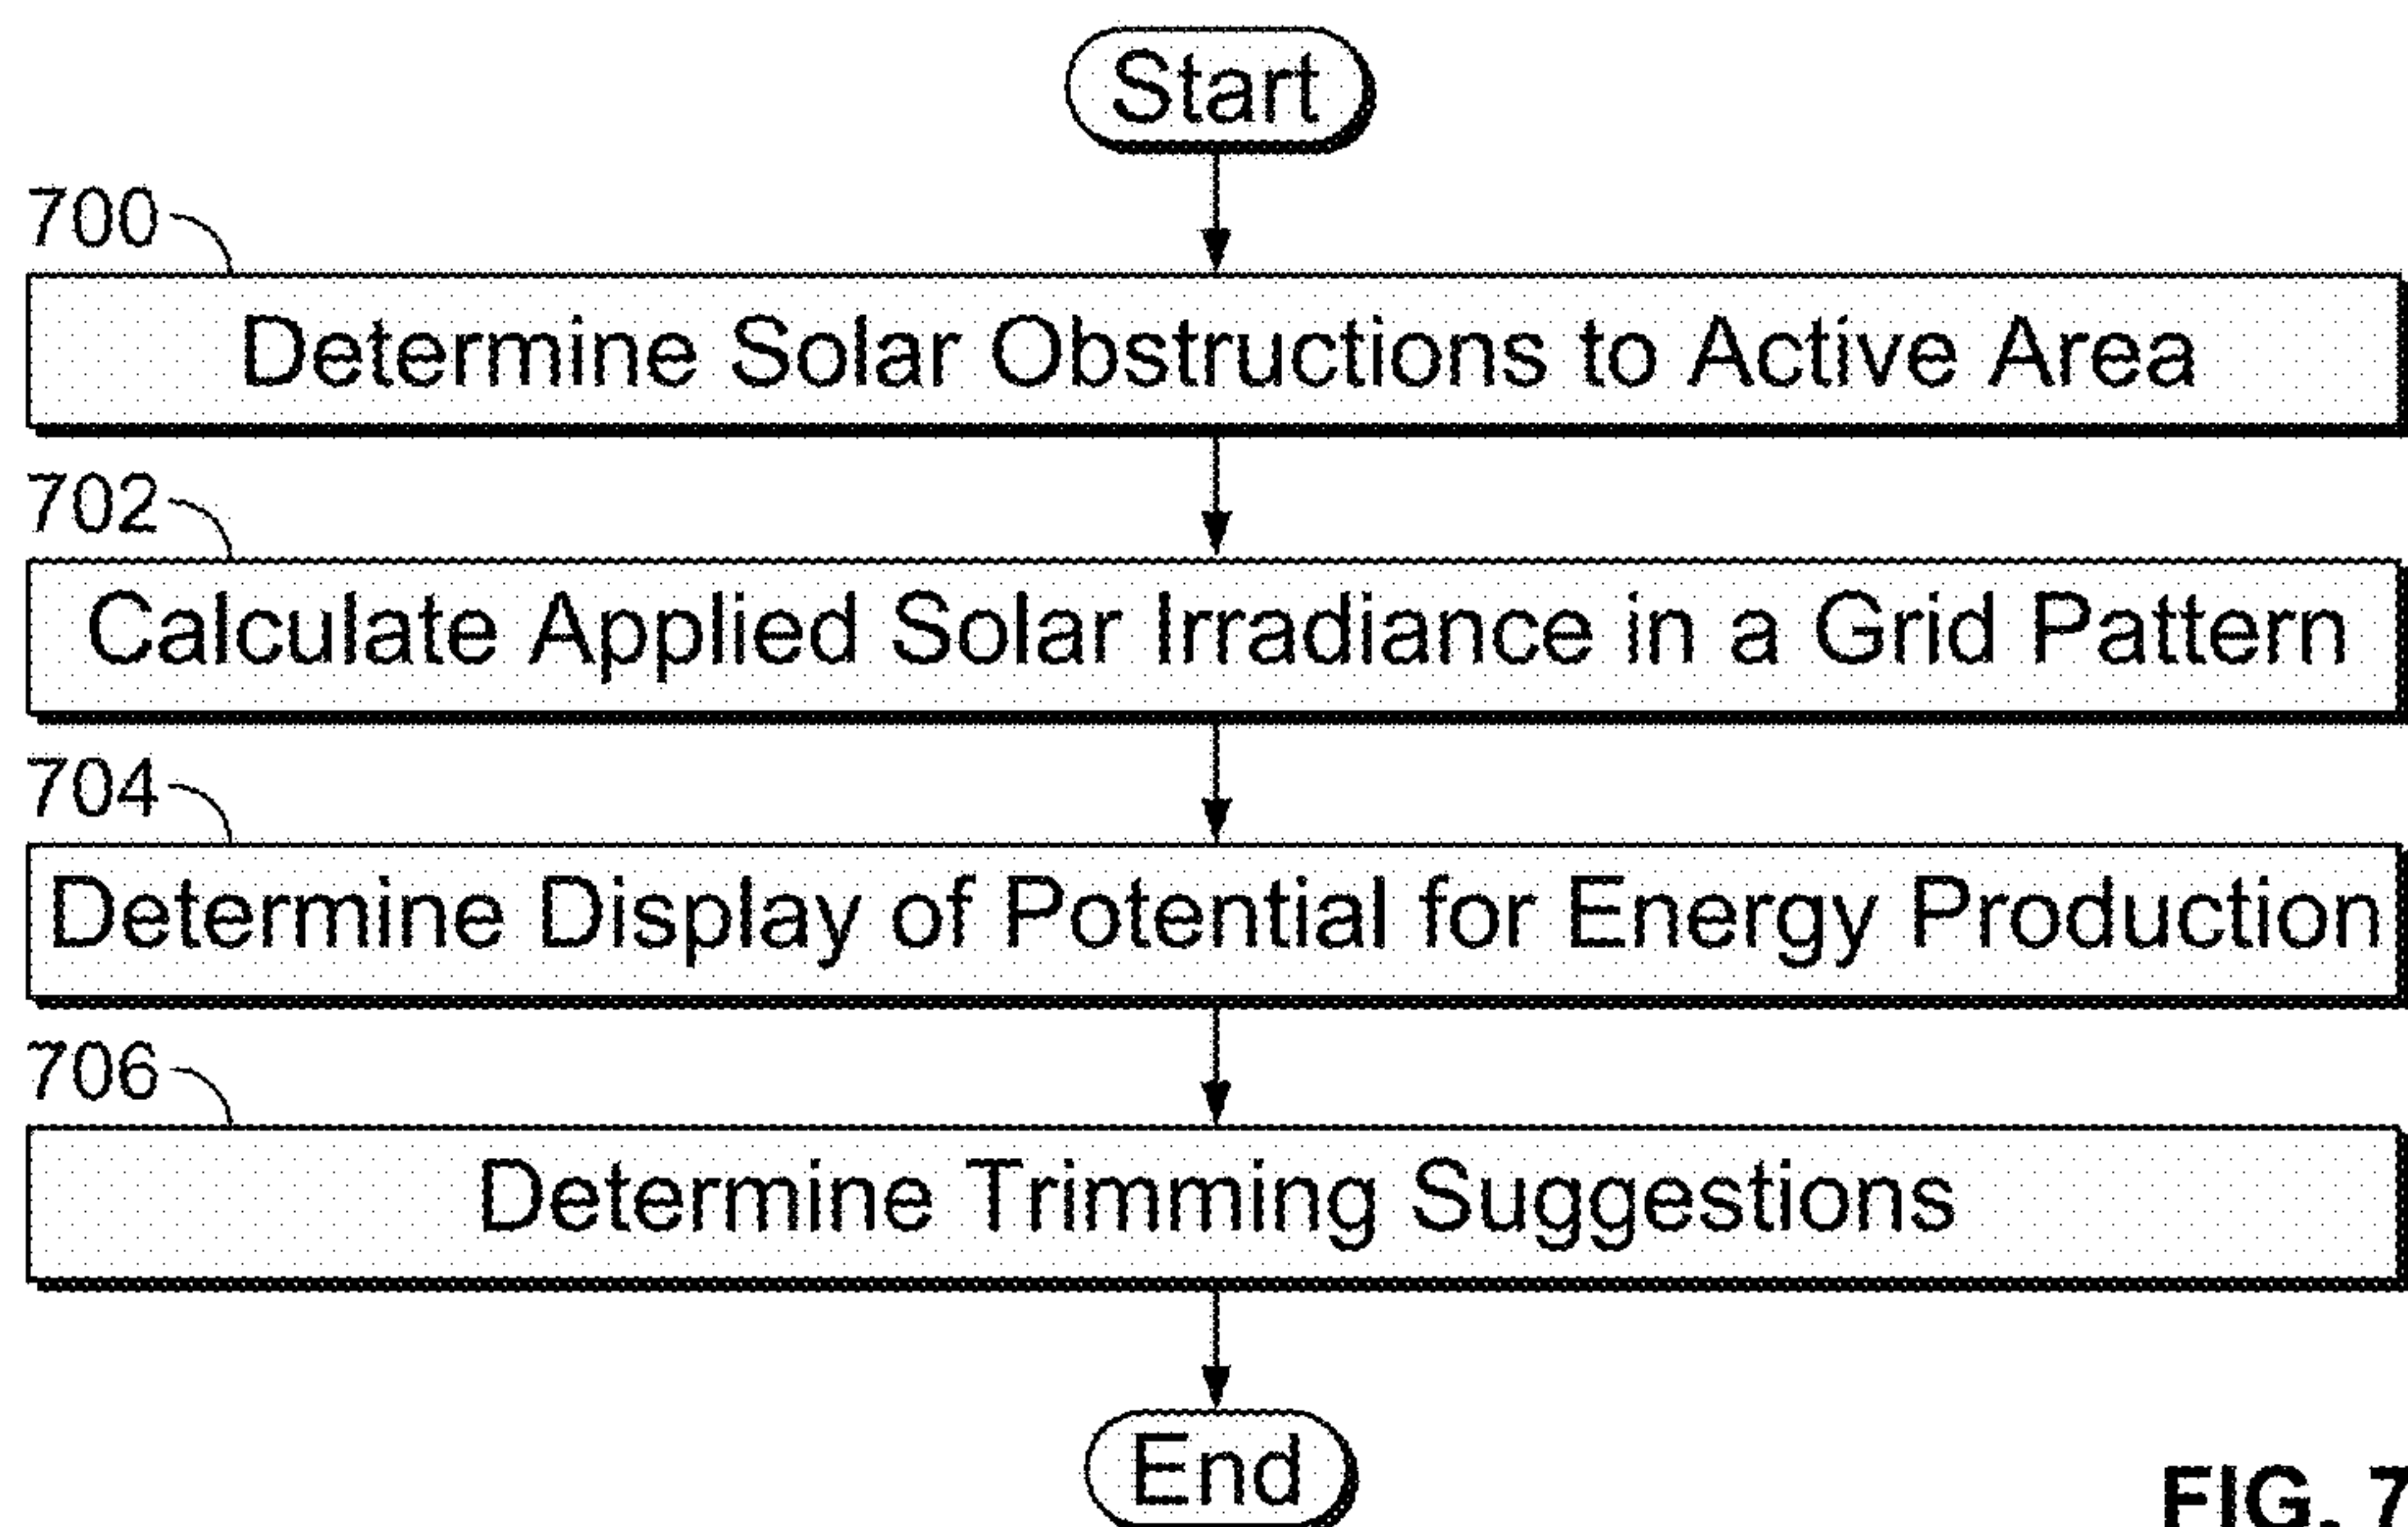 Start
700
Determine Solar Obstructions to Active Area
702
Calculate Applied Solar Irradiance in a Grid Pattern
704
Determine Display of Potential for Energy Production
706
Determine Trimming Suggestions
End
FIG. 7